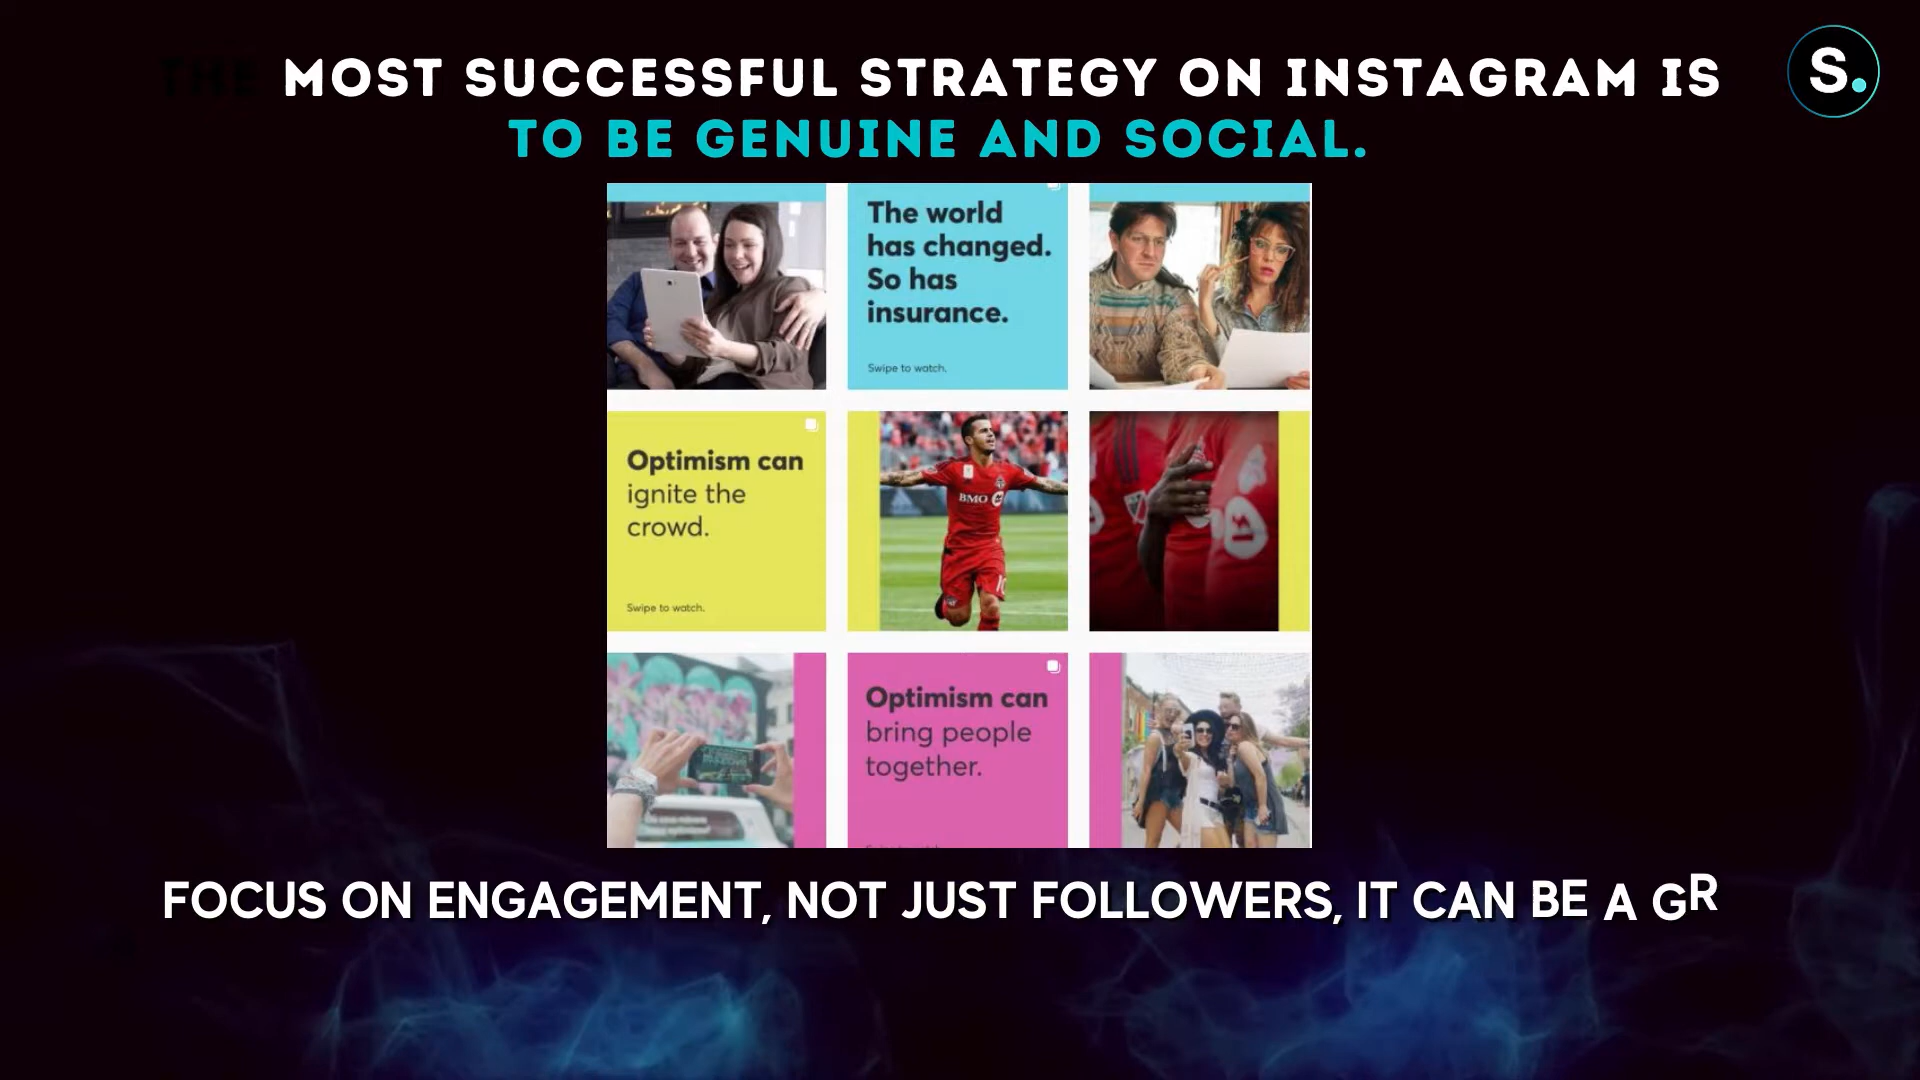 THE MOST SUCCESSFUL STRATEGY ON INSTAGRAM IS
TO BE GENUINE AND SOCIAL.
S.
The world
has changed.
So has
insurance.
Swipe to watch.
Optimism can
ignite the
crowd.
Swipe to watch.
BMO
10
Optimism can
bring people
together.
FOCUS ON ENGAGEMENT, NOT JUST FOLLOWERS, IT CAN BE A GR